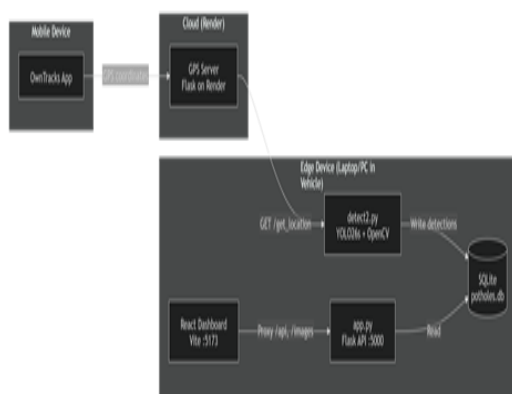 Mobile Device
OwnTracks App
GPS coordinates
Cloud (Render)
GPS Server
Flask on Render
Edge Device (Laptop/PC in
Vehicle)
GET /get_location
detect2.py
YOLO26s + OpenCV
Write detections
SQLite
potholes.db
React Dashboard
Vite :5173
Proxy /api, /images
app.py
Flask API :5000
Read